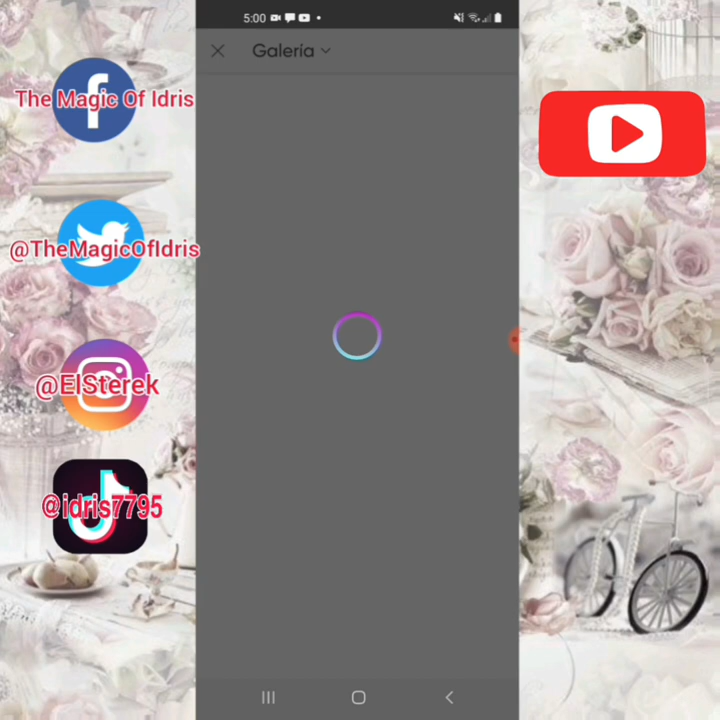 5:00
Galería
The Magic Of Idris
@TheMagicOfIdris
@ElSterek
@idris7795